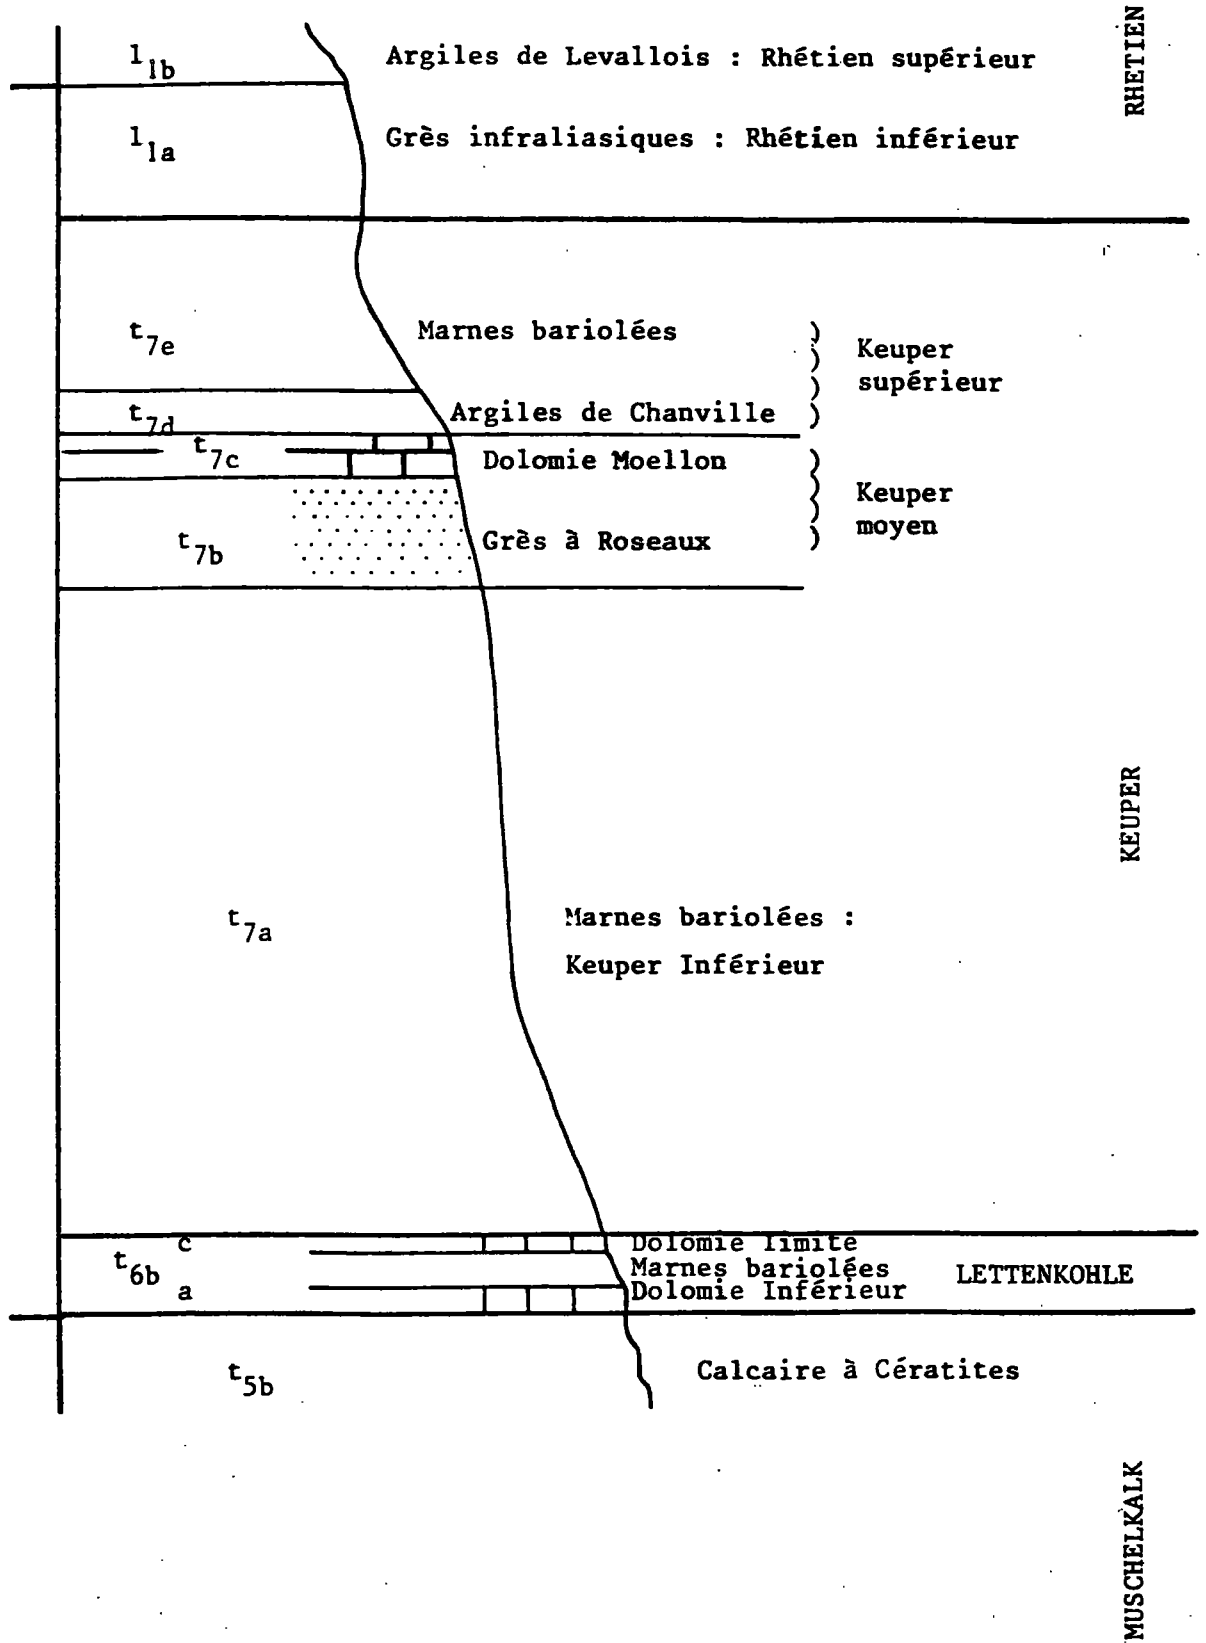 l1b Argiles de Levallois : Rhétien supérieur
RHETIEN
l1a Grès infraliasiques : Rhétien inférieur
t7e Marnes bariolées
Keuper
supérieur
t7d Argiles de Chanville
t7c Dolomie Moellon
Keuper
moyen
t7b Grès à Roseaux
KEUPER
t7a Marnes bariolées :
Keuper Inférieur
c Dolomie limite
t6b Marnes bariolées LETTENKOHLE
a Dolomie Inférieur
t5b Calcaire à Cératites
MUSCHELKALK